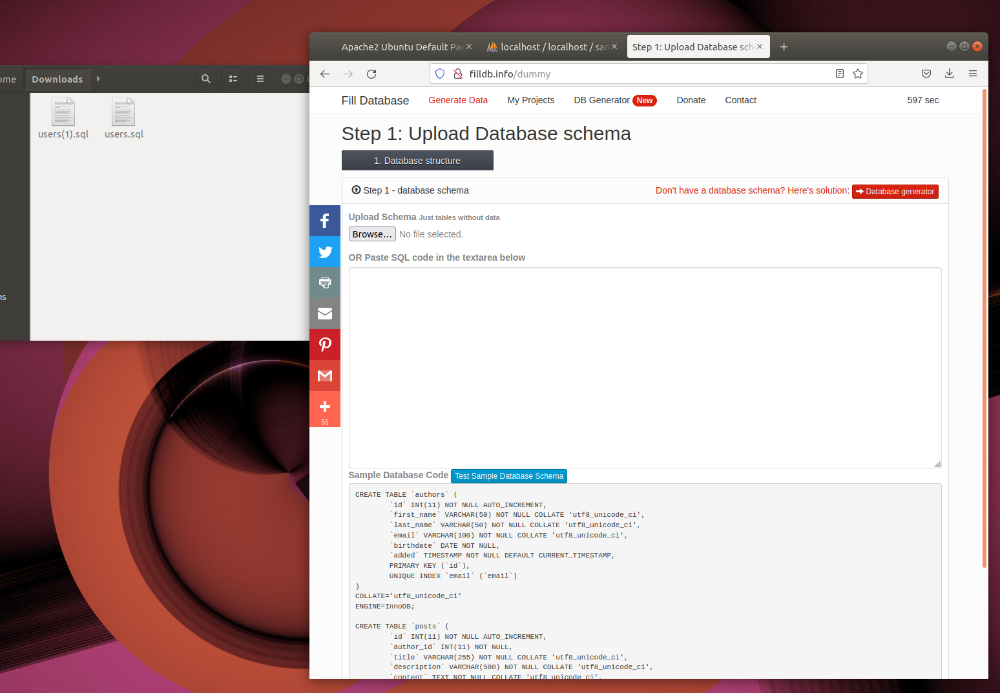 Apache2 Ubuntu Default Pag
localhost / localhost / sam
Step 1: Upload Database sch
filldb.info/dummy
ome
Downloads
users(1).sql
users.sql
ns
Fill Database
Generate Data
My Projects
DB Generator New
Donate
Contact
597 sec
Step 1: Upload Database schema
1. Database structure
Step 1 - database schema
Don't have a database schema? Here's solution: Database generator
Upload Schema Just tables without data
Browse... No file selected.
OR Paste SQL code in the textarea below
55
Sample Database Code Test Sample Database Schema
CREATE TABLE `authors` (
`id` INT(11) NOT NULL AUTO_INCREMENT,
`first_name` VARCHAR(50) NOT NULL COLLATE 'utf8_unicode_ci',
`last_name` VARCHAR(50) NOT NULL COLLATE 'utf8_unicode_ci',
`email` VARCHAR(100) NOT NULL COLLATE 'utf8_unicode_ci',
`birthdate` DATE NOT NULL,
`added` TIMESTAMP NOT NULL DEFAULT CURRENT_TIMESTAMP,
PRIMARY KEY (`id`),
UNIQUE INDEX `email` (`email`)
)
COLLATE='utf8_unicode_ci'
ENGINE=InnoDB;
CREATE TABLE `posts` (
`id` INT(11) NOT NULL AUTO_INCREMENT,
`author_id` INT(11) NOT NULL,
`title` VARCHAR(255) NOT NULL COLLATE 'utf8_unicode_ci',
`description` VARCHAR(500) NOT NULL COLLATE 'utf8_unicode_ci',
`content` TEXT NOT NULL COLLATE 'utf8_unicode_ci',